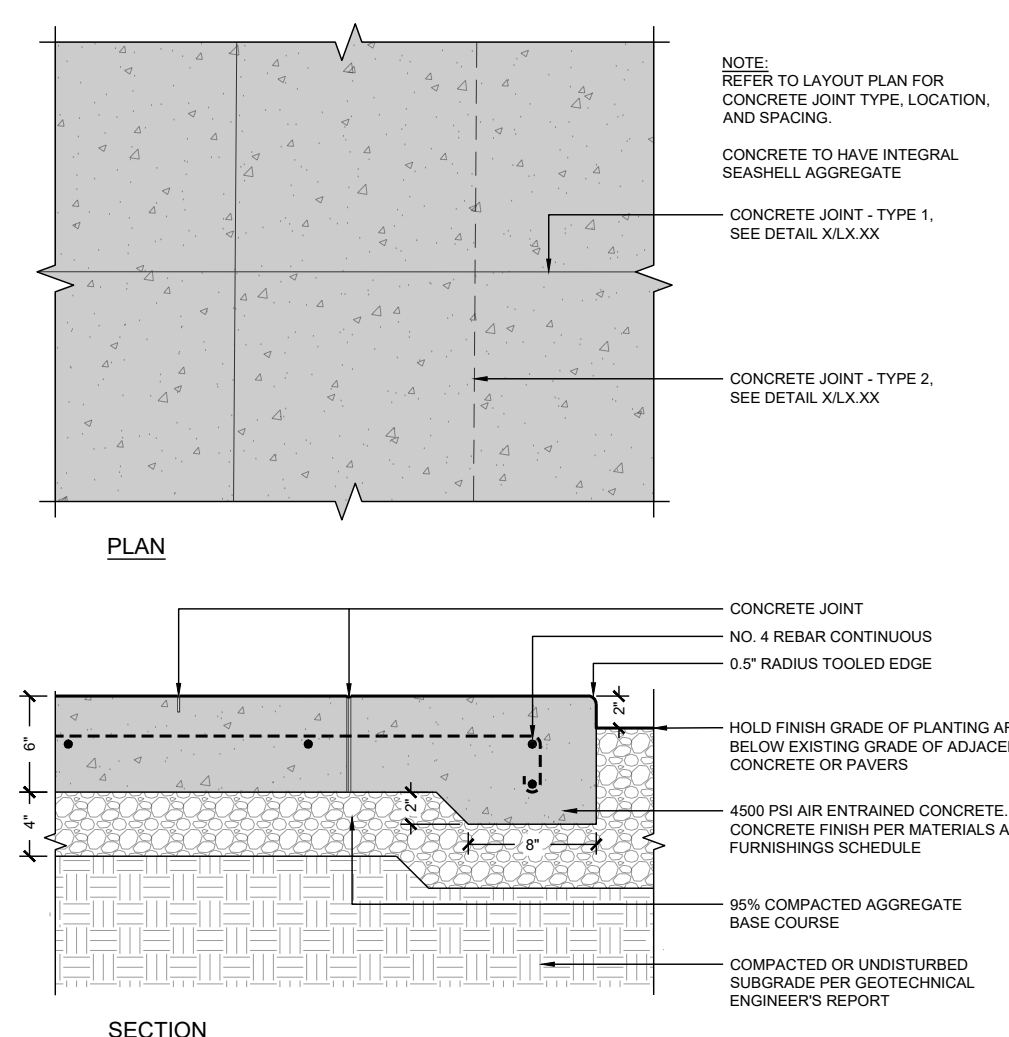 NOTE:
REFER TO LAYOUT PLAN FOR
CONCRETE JOINT TYPE, LOCATION,
AND SPACING.
CONCRETE TO HAVE INTEGRAL
SEASHELL AGGREGATE
CONCRETE JOINT - TYPE 1,
SEE DETAIL X/LX.XX
CONCRETE JOINT - TYPE 2,
SEE DETAIL X/LX.XX
PLAN
CONCRETE JOINT
NO. 4 REBAR CONTINUOUS
0.5" RADIUS TOOLED EDGE
2"
6"
HOLD FINISH GRADE OF PLANTING
BELOW EXISTING GRADE OF
CONCRETE OR PAVERS
4"
2"
8"
4500 PSI AIR ENTRAINED CONCRETE.
CONCRETE FINISH PER MATERIALS
FURNISHINGS SCHEDULE
95% COMPACTED AGGREGATE
BASE COURSE
COMPACTED OR UNDISTURBED
SUBGRADE PER GEOTECHNICAL
ENGINEER'S REPORT
SECTION